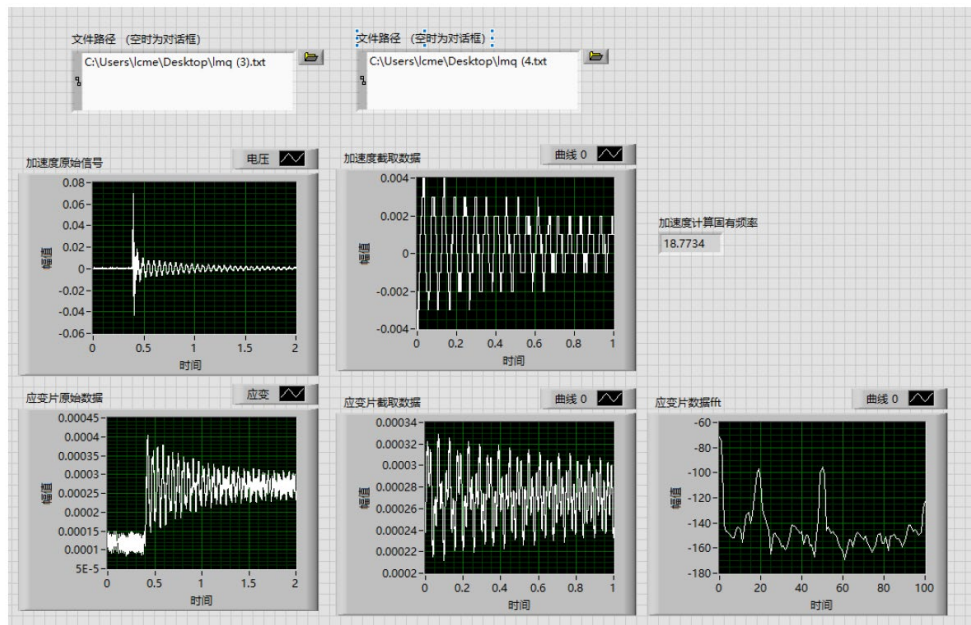 文件路径 （空时为对话框）
文件路径 （空时为对话框）
C:\Users\lcme\Desktop\lmq (3).txt
C:\Users\lcme\Desktop\lmq (4.txt
加速度原始信号
电压
0.08
0.06
0.04
0.02
0
-0.02
-0.04
-0.06
幅值
0 0.5 1 1.5 2
时间
加速度截取数据
曲线 0
0.004
0.002
0
-0.002
-0.004
幅值
0 0.2 0.4 0.6 0.8 1
时间
加速度计算固有频率
18.7734
应变片原始数据
应变
0.00045
0.0004
0.00035
0.0003
0.00025
0.0002
0.00015
0.0001
5E-5
幅值
0 0.5 1 1.5 2
时间
应变片截取数据
曲线 0
0.00034
0.00032
0.0003
0.00028
0.00026
0.00024
0.00022
0.0002
幅值
0 0.2 0.4 0.6 0.8 1
时间
应变片数据fft
曲线 0
-60
-80
-100
-120
-140
-160
-180
幅值
0 20 40 60 80 100
时间